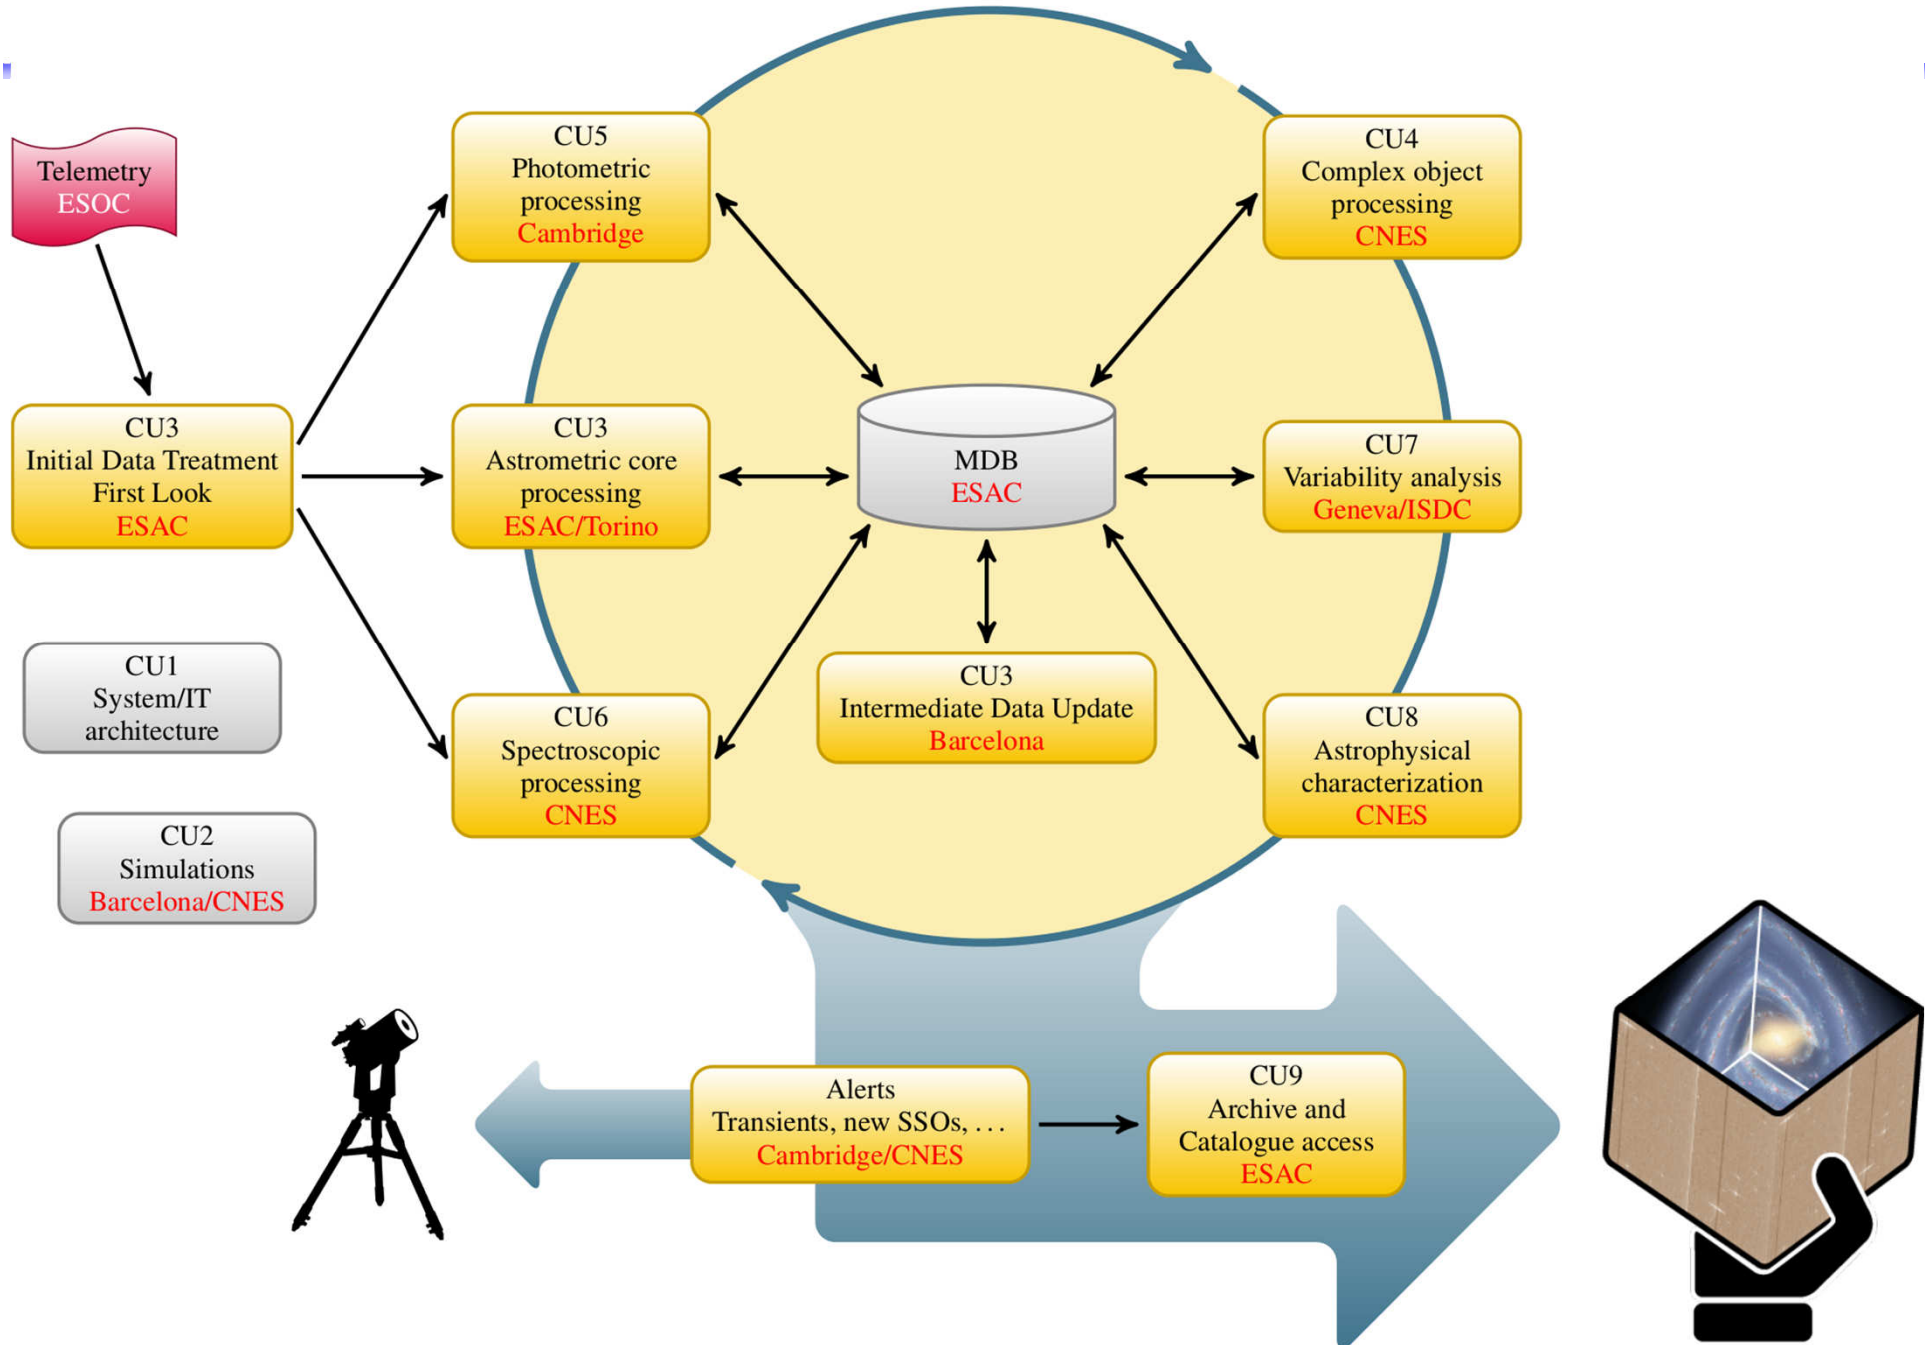 Telemetry
ESOC
CU3
Initial Data Treatment
First Look
ESAC
CU1
System/IT
architecture
CU2
Simulations
Barcelona/CNES
CU5
Photometric
processing
Cambridge
CU3
Astrometric core
processing
ESAC/Torino
CU6
Spectroscopic
processing
CNES
MDB
ESAC
CU3
Intermediate Data Update
Barcelona
CU4
Complex object
processing
CNES
CU7
Variability analysis
Geneva/ISDC
CU8
Astrophysical
characterization
CNES
Alerts
Transients, new SSOs, ...
Cambridge/CNES
CU9
Archive and
Catalogue access
ESAC